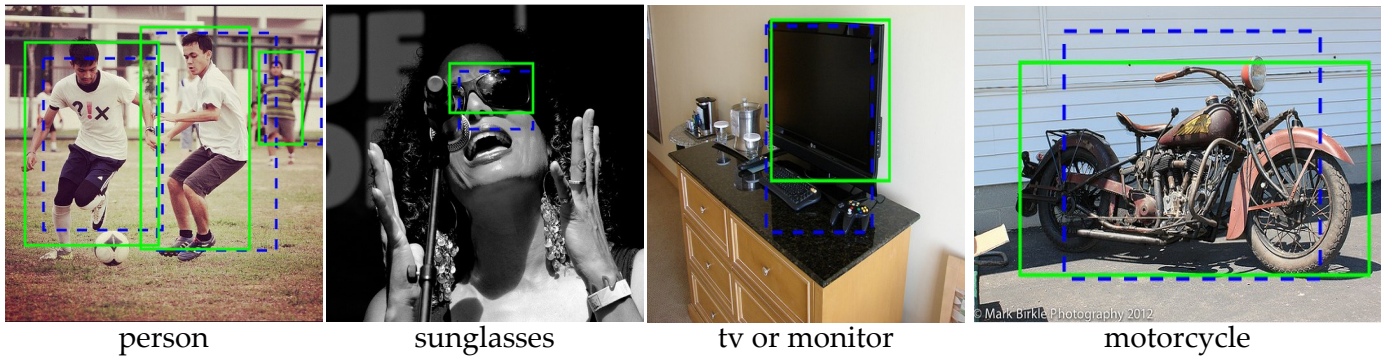 ?!X
© Mark Birkle Photography 2012
person
sunglasses
tv or monitor
motorcycle